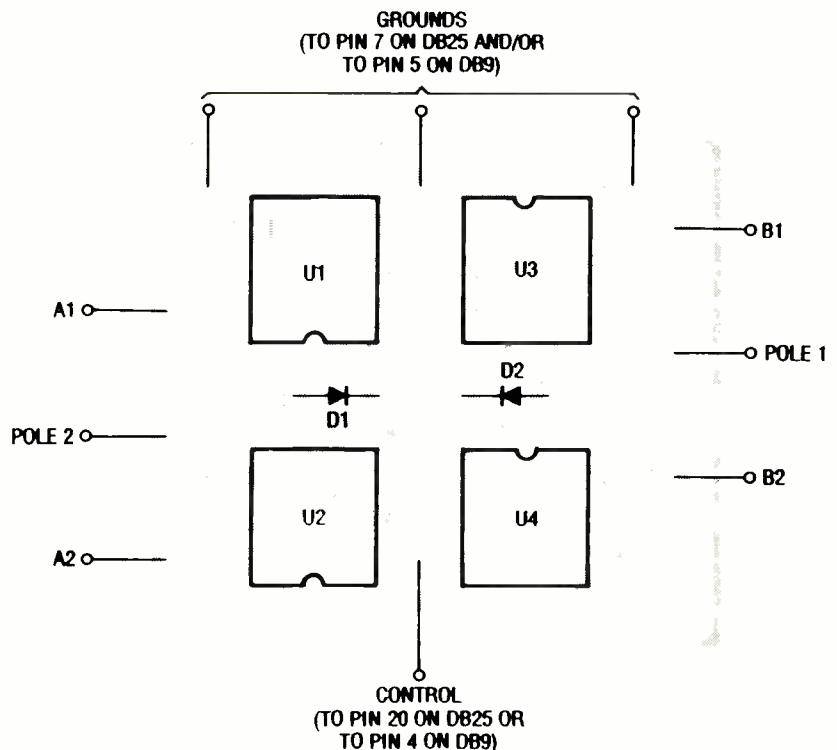 GROUNDS
(TO PIN 7 ON DB25 AND/OR
TO PIN 5 ON DB9)
U1
U3
B1
A1
POLE 1
D2
D1
POLE 2
B2
U2
U4
A2
CONTROL
(TO PIN 20 ON DB25 OR
TO PIN 4 ON DB9)